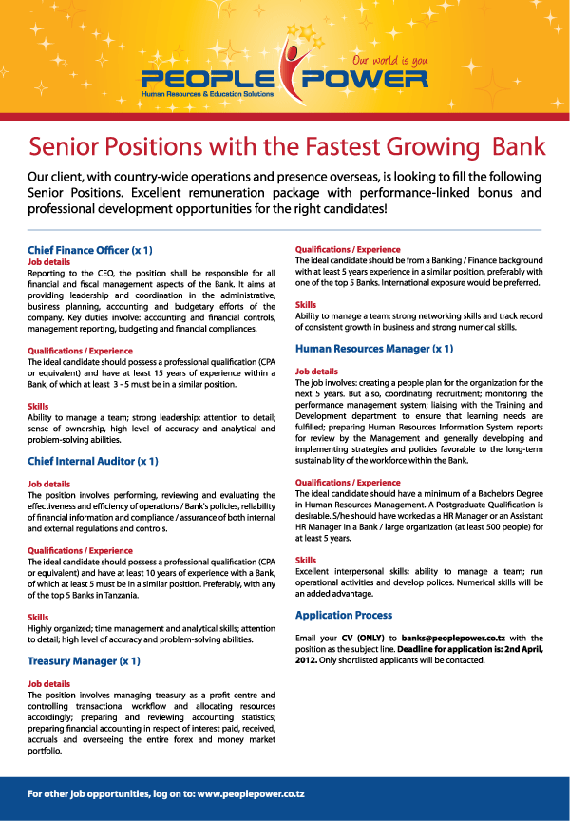 Our world is you
PEOPLE POWER
Human Resources & Education Solutions
Senior Positions with the Fastest Growing Bank
Our client, with country-wide operations and presence overseas, is looking to fill the following
Senior Positions. Excellent remuneration package with performance-linked bonus and
professional development opportunities for the right candidates!
Chief Finance Officer (x 1)
Job details
Reporting to the CEO, the position shall be responsible for all
financial and fiscal management aspects of the Bank. It aims at
providing leadership and coordination in the administrative,
business planning, accounting and budgetary efforts of the
company. Key duties involve: accounting and financial controls,
management reporting, budgeting and financial compliances.
Qualifications / Experience
The ideal candidate should possess a professional qualification (CPA
or equivalent) and have at least 15 years of experience within a
Bank, of which at least 3 - 5 must be in a similar position.
Skills
Ability to manage a team; strong leadership: attention to detail;
sense of ownership, high level of accuracy and analytical and
problem-solving abilities.
Chief Internal Auditor (x 1)
Job details
The position involves performing, reviewing and evaluating the
effectiveness and efficiency of operations / Bank's policies, reliability
of financial information and compliance / assurance of both internal
and external regulations and controls.
Qualifications / Experience
The ideal candidate should possess a professional qualification (CPA
or equivalent) and have at least 10 years of experience with a Bank,
of which at least 5 must be in a similar position. Preferably, with any
of the top 5 Banks in Tanzania.
Skills
Highly organized; time management and analytical skills; attention
to detail; high level of accuracy and problem-solving abilities.
Treasury Manager (x 1)
Job details
The position involves managing treasury as a profit centre and
controlling transactional workflow and allocating resources
accordingly; preparing and reviewing accounting statistics;
preparing financial accounting in respect of interest paid, received,
accruals and overseeing the entire forex and money market
portfolio.
Qualifications / Experience
The ideal candidate should be from a Banking / Finance background
with at least 5 years experience in a similar position, preferably with
one of the top 5 Banks. International exposure would be preferred.
Skills
Ability to manage a team; strong networking skills and track record
of consistent growth in business and strong numerical skills.
Human Resources Manager (x 1)
Job details
The job involves: creating a people plan for the organization for the
next 5 years. But also, coordinating recruitment; monitoring the
performance management system; liaising with the Training and
Development department to ensure that learning needs are
fulfilled; preparing Human Resources Information System reports
for review by the Management and generally developing and
implementing strategies and policies favorable to the long-term
sustainability of the workforce within the Bank.
Qualifications / Experience
The ideal candidate should have a minimum of a Bachelors Degree
in Human Resources Management. A Postgraduate Qualification is
desirable. S/he should have worked as a HR Manager or an Assistant
HR Manager in a Bank / large organization (at least 500 people) for
at least 5 years.
Skills
Excellent interpersonal skills; ability to manage a team; run
operational activities and develop polices. Numerical skills will be
an added advantage.
Application Process
Email your CV (ONLY) to banks@peoplepower.co.tz with the
position as the subject line. Deadline for application is: 2nd April,
2012. Only shortlisted applicants will be contacted.
For other job opportunities, log on to: www.peoplepower.co.tz